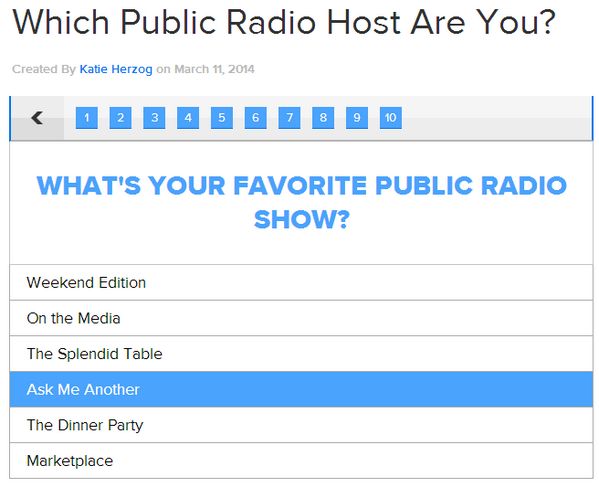 Which Public Radio Host Are You?
Created By Katie Herzog on March 11, 2014
1 2 3 4 5 6 7 8 9 10
WHAT'S YOUR FAVORITE PUBLIC RADIO
SHOW?
Weekend Edition
On the Media
The Splendid Table
Ask Me Another
The Dinner Party
Marketplace